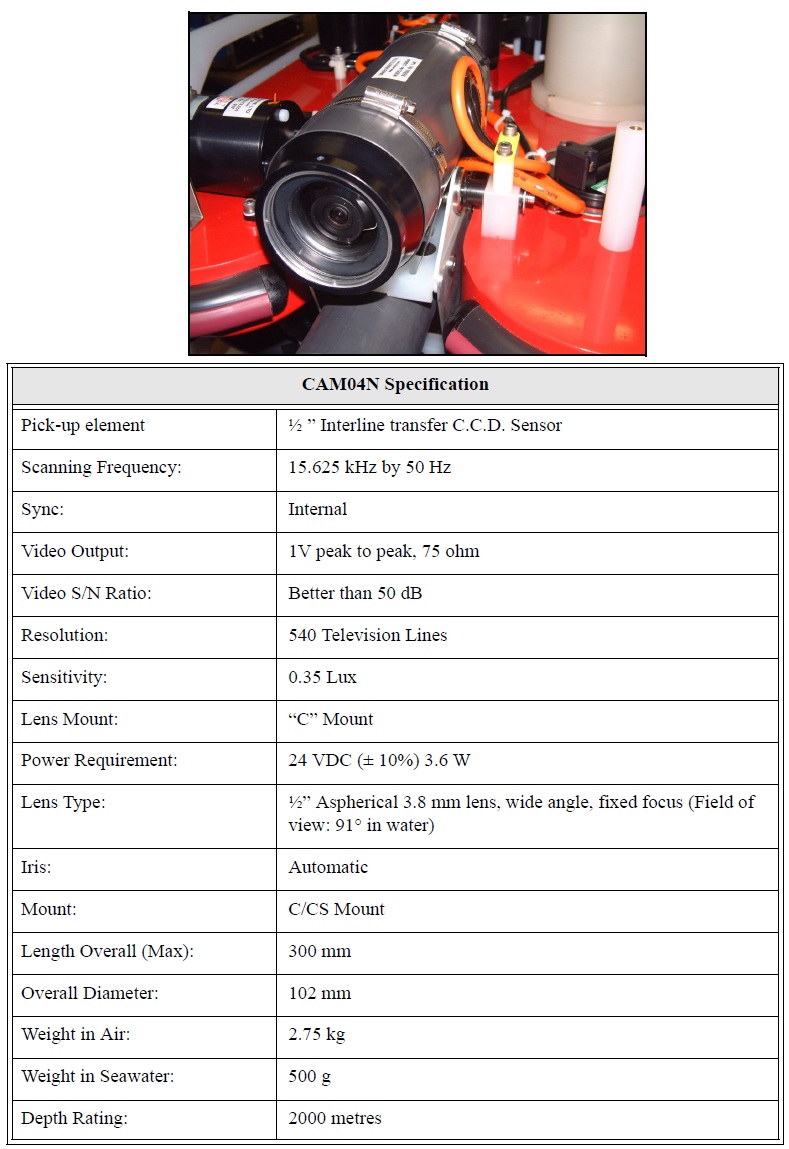 CAM04N Specification
Pick-up element ½ ” Interline transfer C.C.D. Sensor
Scanning Frequency: 15.625 kHz by 50 Hz
Sync: Internal
Video Output: 1V peak to peak, 75 ohm
Video S/N Ratio: Better than 50 dB
Resolution: 540 Television Lines
Sensitivity: 0.35 Lux
Lens Mount: “C” Mount
Power Requirement: 24 VDC (± 10%) 3.6 W
Lens Type: ½” Aspherical 3.8 mm lens, wide angle, fixed focus (Field of
view: 91° in water)
Iris: Automatic
Mount: C/CS Mount
Length Overall (Max): 300 mm
Overall Diameter: 102 mm
Weight in Air: 2.75 kg
Weight in Seawater: 500 g
Depth Rating: 2000 metres